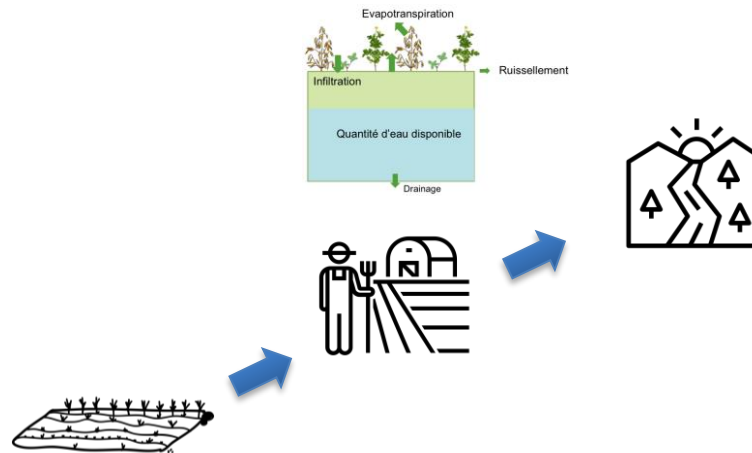 Evapotranspiration
Ruissellement
Infiltration
Quantité d'eau disponible
Drainage